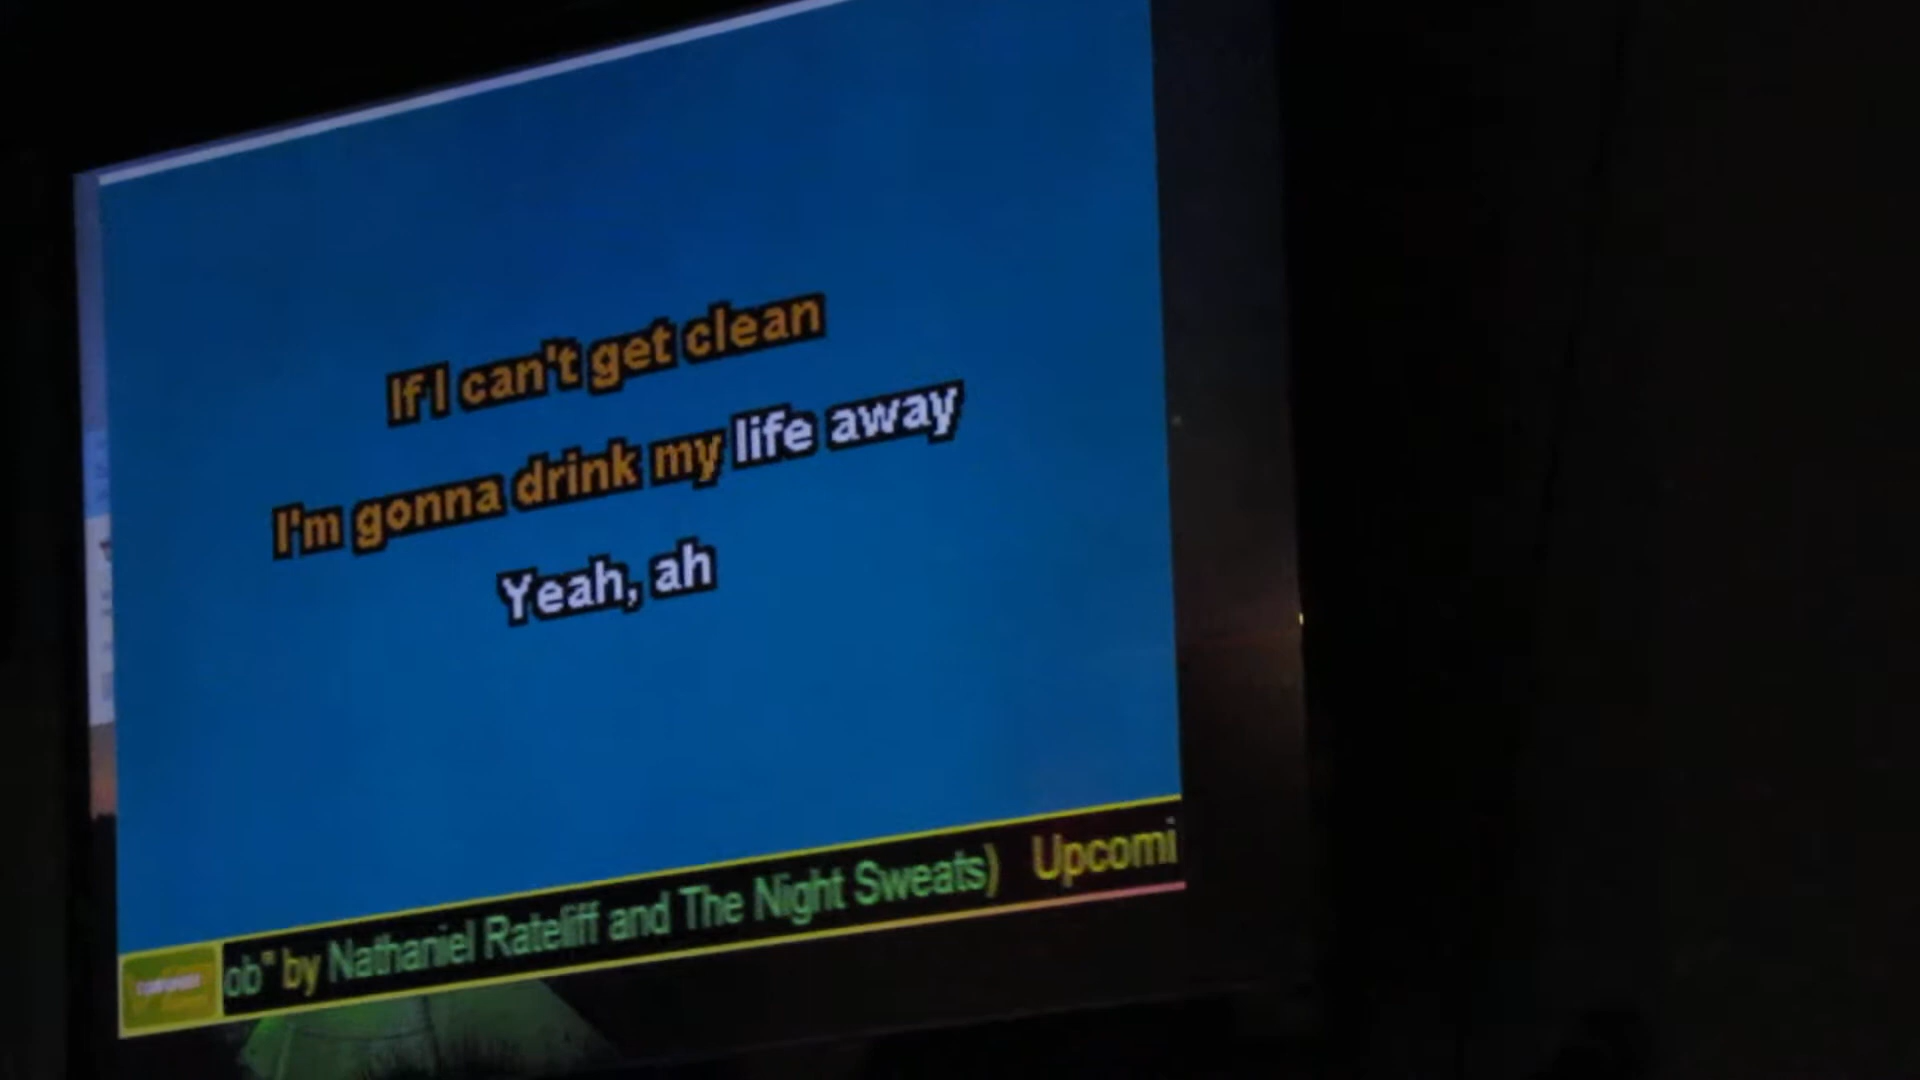 If I can't get clean
I'm gonna drink my life away
Yeah, ah
ob" by Nathaniel Rateliff and The Night Sweats) Upcomi